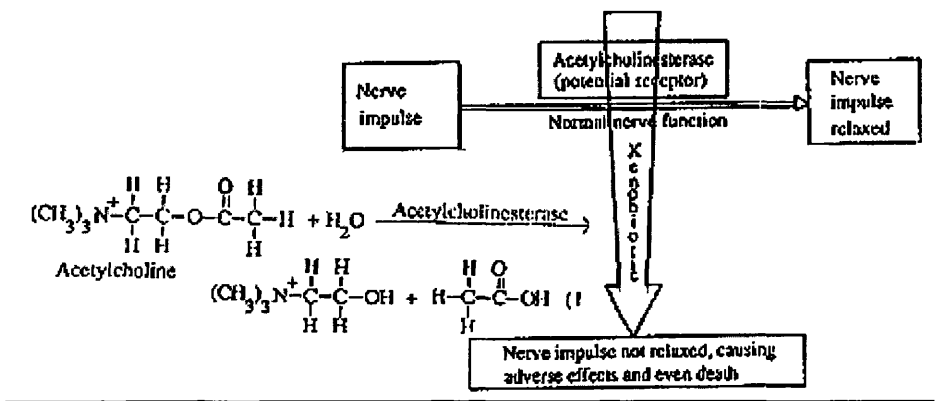 Acetylcholinesterase
(potential receptor)
Nerve
impulse
Nerve
impulse
relaxed
Normal nerve function
Xenobiotic
(CH3)3N+-C-C-O-C-C-H + H2O
H H O H
H H H
Acetylcholinesterase
Acetylcholine
(CH3)3N+-C-C-OH + H-C-C-OH (1
H H H O
H H H
Nerve impulse not relaxed, causing
adverse effects and even death